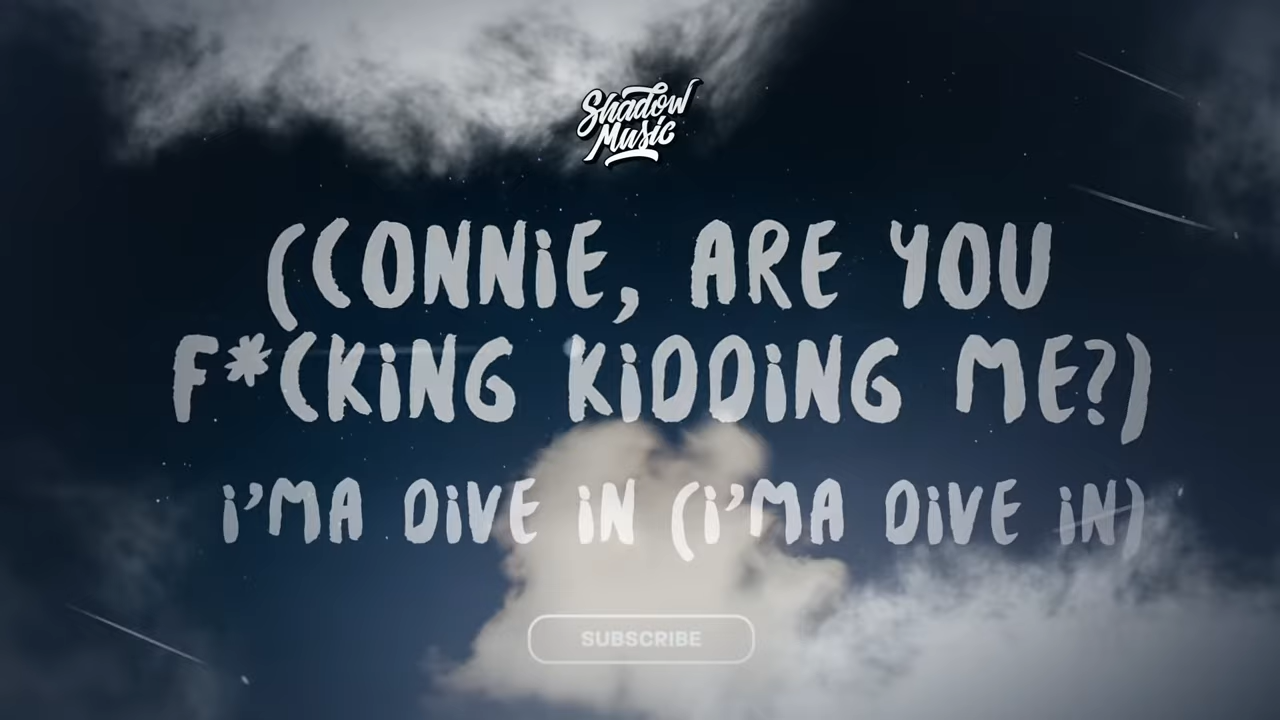 Shadow
Music
(CONNiE, ARE YOU
F*CKiNG KiDDiNG ME?)
i'MA DiVE iN (i'MA DiVE iN)
SUBSCRIBE